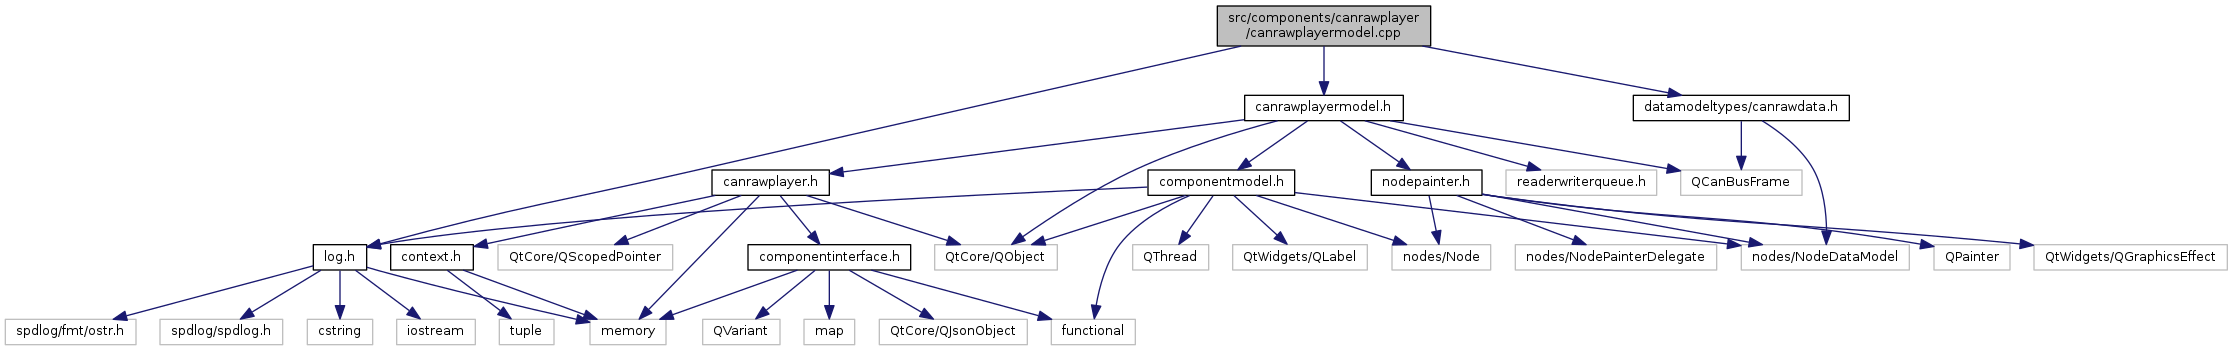 src/components/canrawplayer
/canrawplayermodel.cpp
canrawplayermodel.h
datamodeltypes/canrawdata.h
canrawplayer.h
componentmodel.h
nodepainter.h
readerwriterqueue.h
QCanBusFrame
log.h
context.h
QtCore/QScopedPointer
componentinterface.h
QtCore/QObject
QThread
QtWidgets/QLabel
nodes/Node
nodes/NodePainterDelegate
nodes/NodeDataModel
QPainter
QtWidgets/QGraphicsEffect
spdlog/fmt/ostr.h
spdlog/spdlog.h
cstring
iostream
tuple
memory
QVariant
map
QtCore/QJsonObject
functional